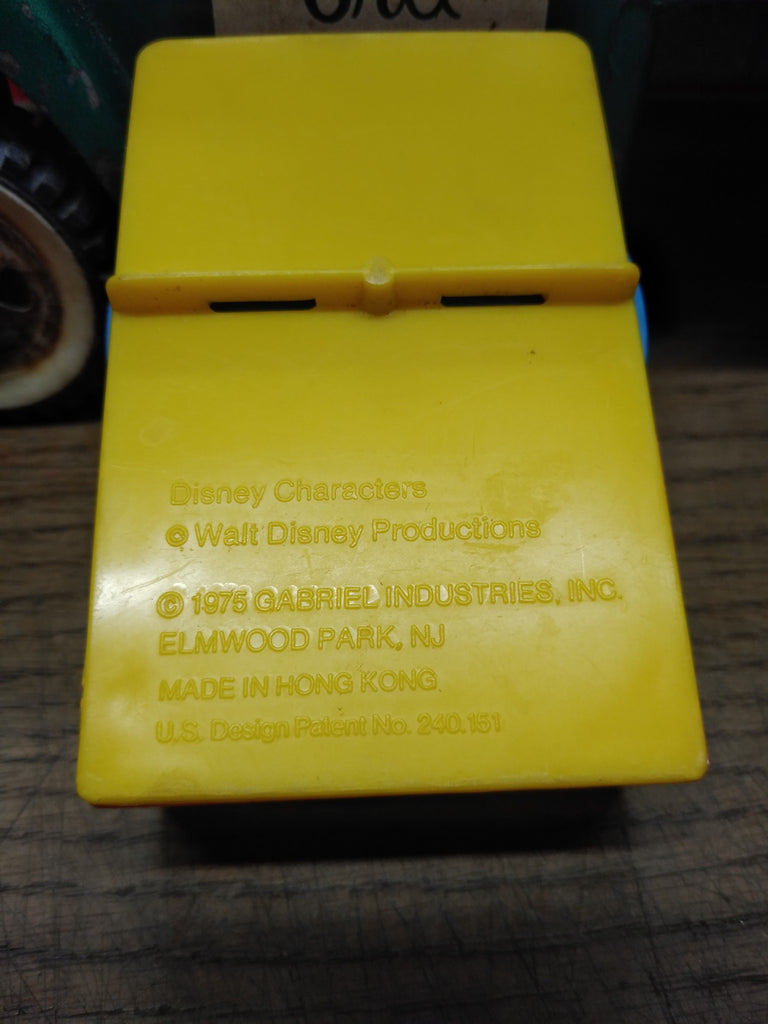 Disney Characters
© Walt Disney Productions
© 1975 GABRIEL INDUSTRIES, INC.
ELMWOOD PARK, NJ
MADE IN HONG KONG
U.S. Design Patent No. 240.151